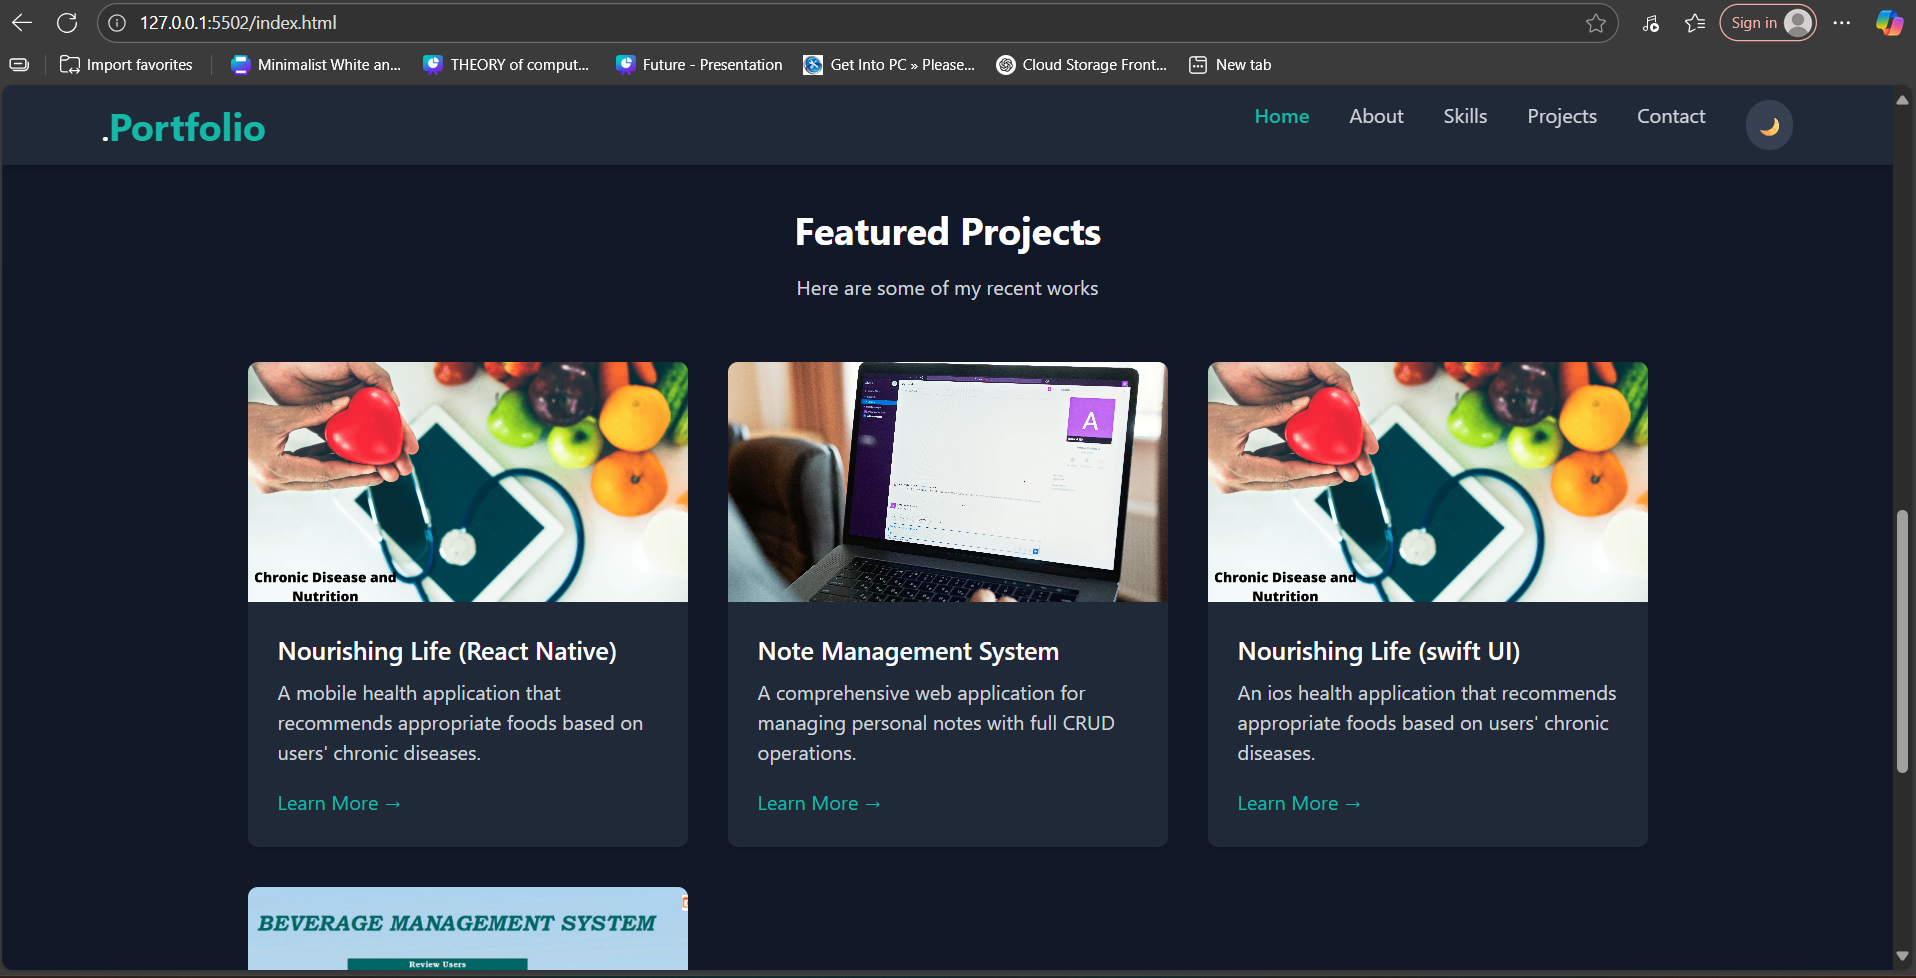 127.0.0.1:5502/index.html
Sign in
Import favorites
Minimalist White an...
THEORY of comput...
Future - Presentation
Get Into PC » Please...
Cloud Storage Front...
New tab
.Portfolio
Home
About
Skills
Projects
Contact
Featured Projects
Here are some of my recent works
Chronic Disease and
Nutrition
A
Chronic Disease and
Nutrition
Nourishing Life (React Native)
A mobile health application that
recommends appropriate foods based on
users' chronic diseases.
Learn More →
Note Management System
A comprehensive web application for
managing personal notes with full CRUD
operations.
Learn More →
Nourishing Life (swift UI)
An ios health application that recommends
appropriate foods based on users' chronic
diseases.
Learn More →
BEVERAGE MANAGEMENT SYSTEM
Review Users